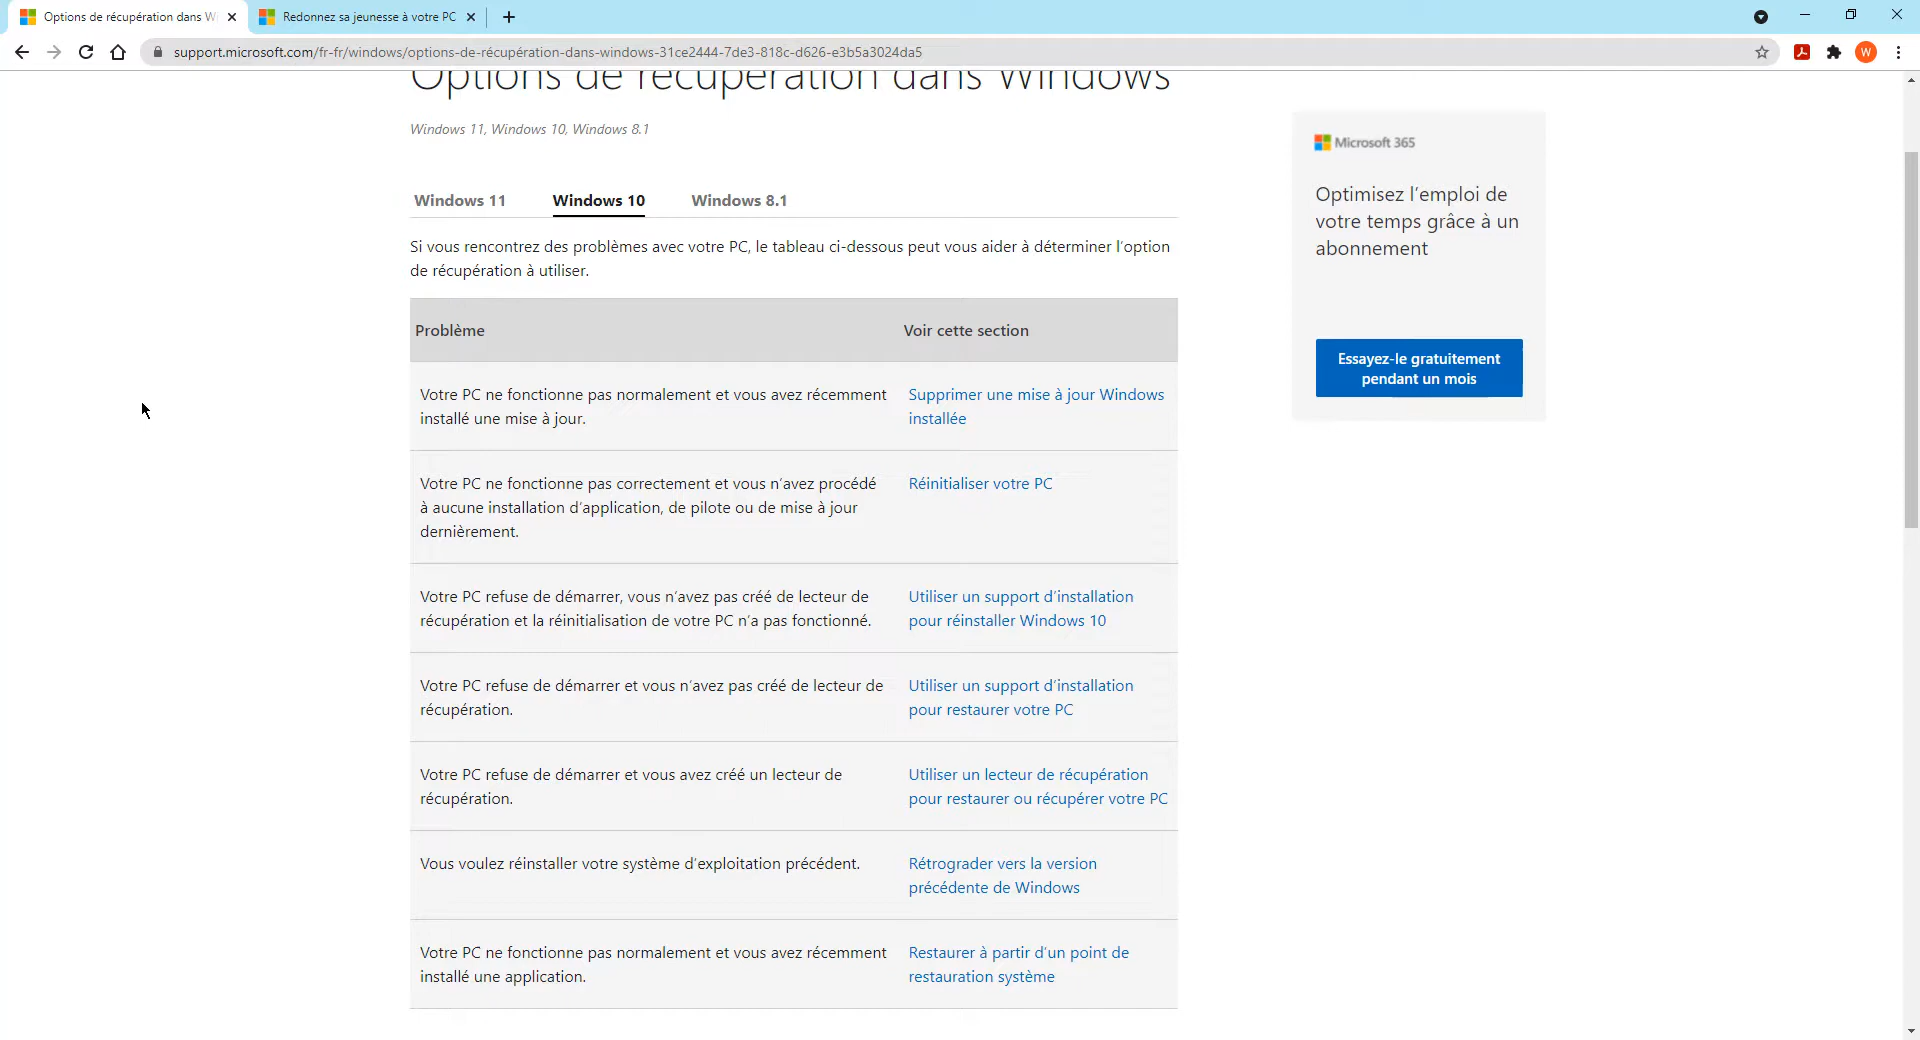 Options de récupération dans W
Redonnez sa jeunesse à votre PC
support.microsoft.com/fr-fr/windows/options-de-récupération-dans-windows-31ce2444-7de3-818c-d626-e3b5a3024da5
W
Options de récupération dans Windows
Windows 11, Windows 10, Windows 8.1
Windows 11 Windows 10 Windows 8.1
Si vous rencontrez des problèmes avec votre PC, le tableau ci-dessous peut vous aider à déterminer l'option
de récupération à utiliser.
Problème Voir cette section
Votre PC ne fonctionne pas normalement et vous avez récemment
installé une mise à jour.
Supprimer une mise à jour Windows
installée
Votre PC ne fonctionne pas correctement et vous n'avez procédé
à aucune installation d'application, de pilote ou de mise à jour
dernièrement.
Réinitialiser votre PC
Votre PC refuse de démarrer, vous n'avez pas créé de lecteur de
récupération et la réinitialisation de votre PC n'a pas fonctionné.
Utiliser un support d'installation
pour réinstaller Windows 10
Votre PC refuse de démarrer et vous n'avez pas créé de lecteur de
récupération.
Utiliser un support d'installation
pour restaurer votre PC
Votre PC refuse de démarrer et vous avez créé un lecteur de
récupération.
Utiliser un lecteur de récupération
pour restaurer ou récupérer votre PC
Vous voulez réinstaller votre système d'exploitation précédent.
Rétrograder vers la version
précédente de Windows
Votre PC ne fonctionne pas normalement et vous avez récemment
installé une application.
Restaurer à partir d'un point de
restauration système
Microsoft 365
Optimisez l'emploi de
votre temps grâce à un
abonnement
Essayez-le gratuitement
pendant un mois